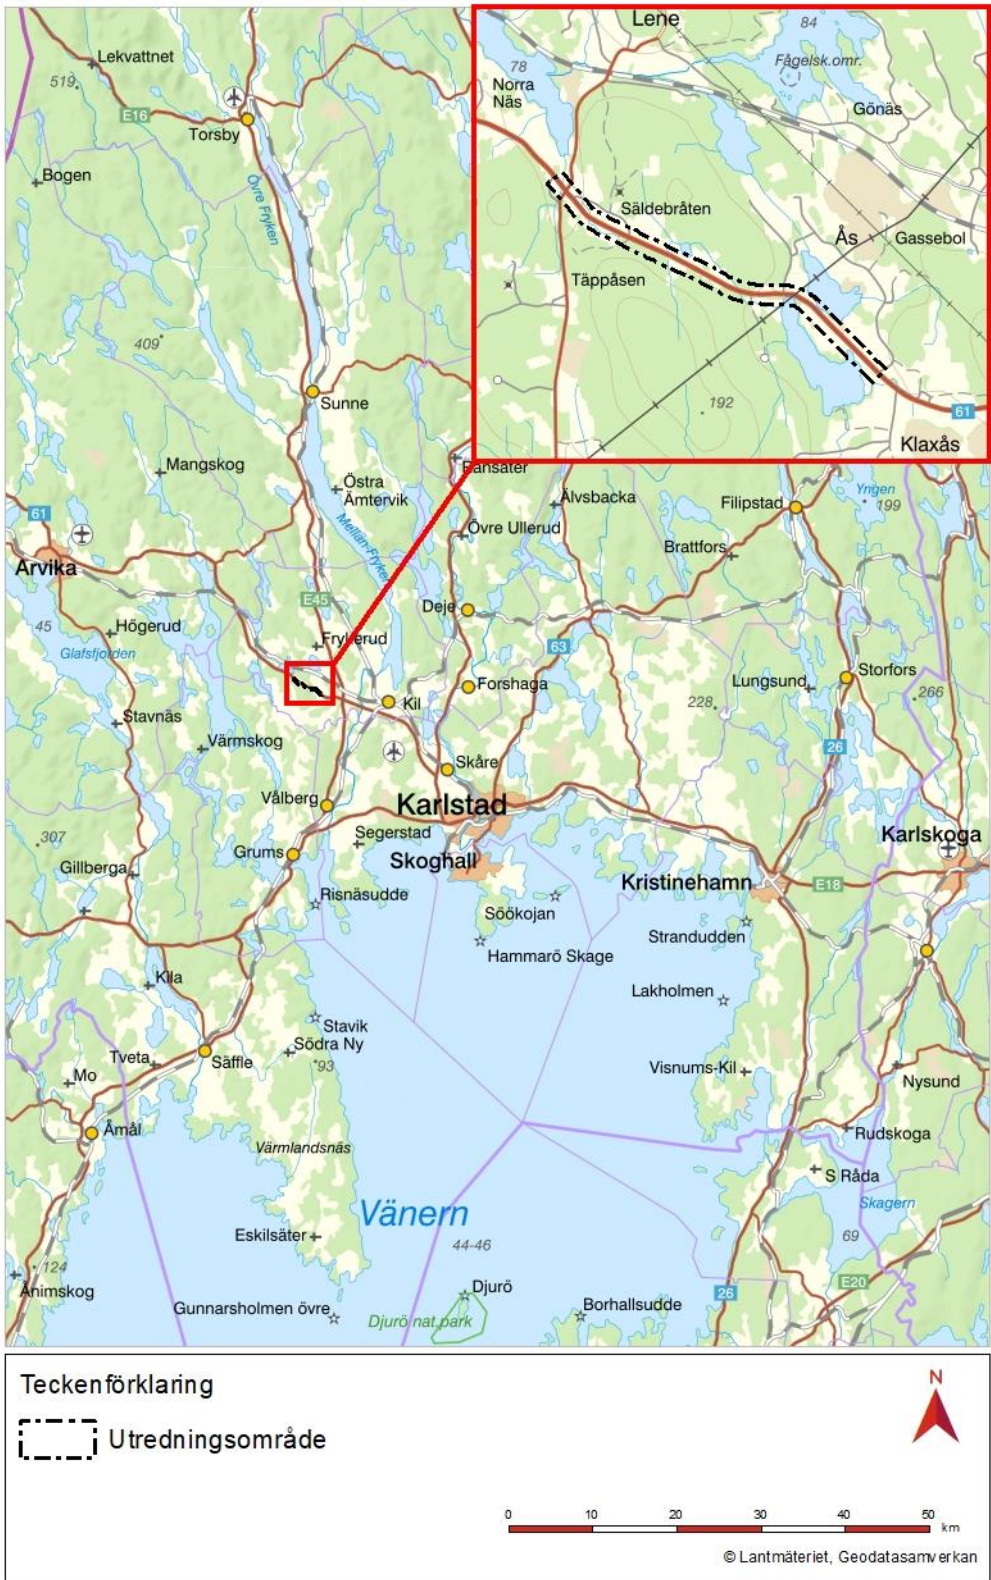 Lekvattnet
519
E16
Torsby
Bogen
Övre Fryken
409
Sunne
Mangskog
Östra
Ämtervik
61
Mellan-Fryken
Arvika
E45
45
Högerud
Glafsfjorden
Frykerud
Stavnäs
Värmskog
Kil
Deje
Forshaga
Ransäter
Övre Ullerud
Älvsbacka
Filipstad
Yngen
199
Brattfors
63
Lungsund
Storfors
228
266
26
Skåre
Vålberg
Karlstad
Segerstad
307
Gillberga
Grums
Skoghall
Karlskoga
Kristinehamn
E18
Risnäsudde
Söökojan
Strandudden
Hammarö Skage
Kila
Lakholmen
Stavik
Södra Ny
93
Tveta
Säffle
Mo
Visnums-Kil
Nysund
Åmål
Rudskoga
Värmlandsnäs
S Råda
Skagern
Vänern
69
Eskilsäter
44-46
124
Ånimskog
E20
Djurö
26
Gunnarsholmen övre
Djurö nat.park
Borhallsudde
Lene
84
78
Fågelsk.omr.
Norra
Näs
Gönäs
Säldebråten
Ås
Gassebol
Täppåsen
192
61
Klaxås
Teckenförklaring
Utredningsområde
N
0 10 20 30 40 50
km
© Lantmäteriet, Geodatasamverkan